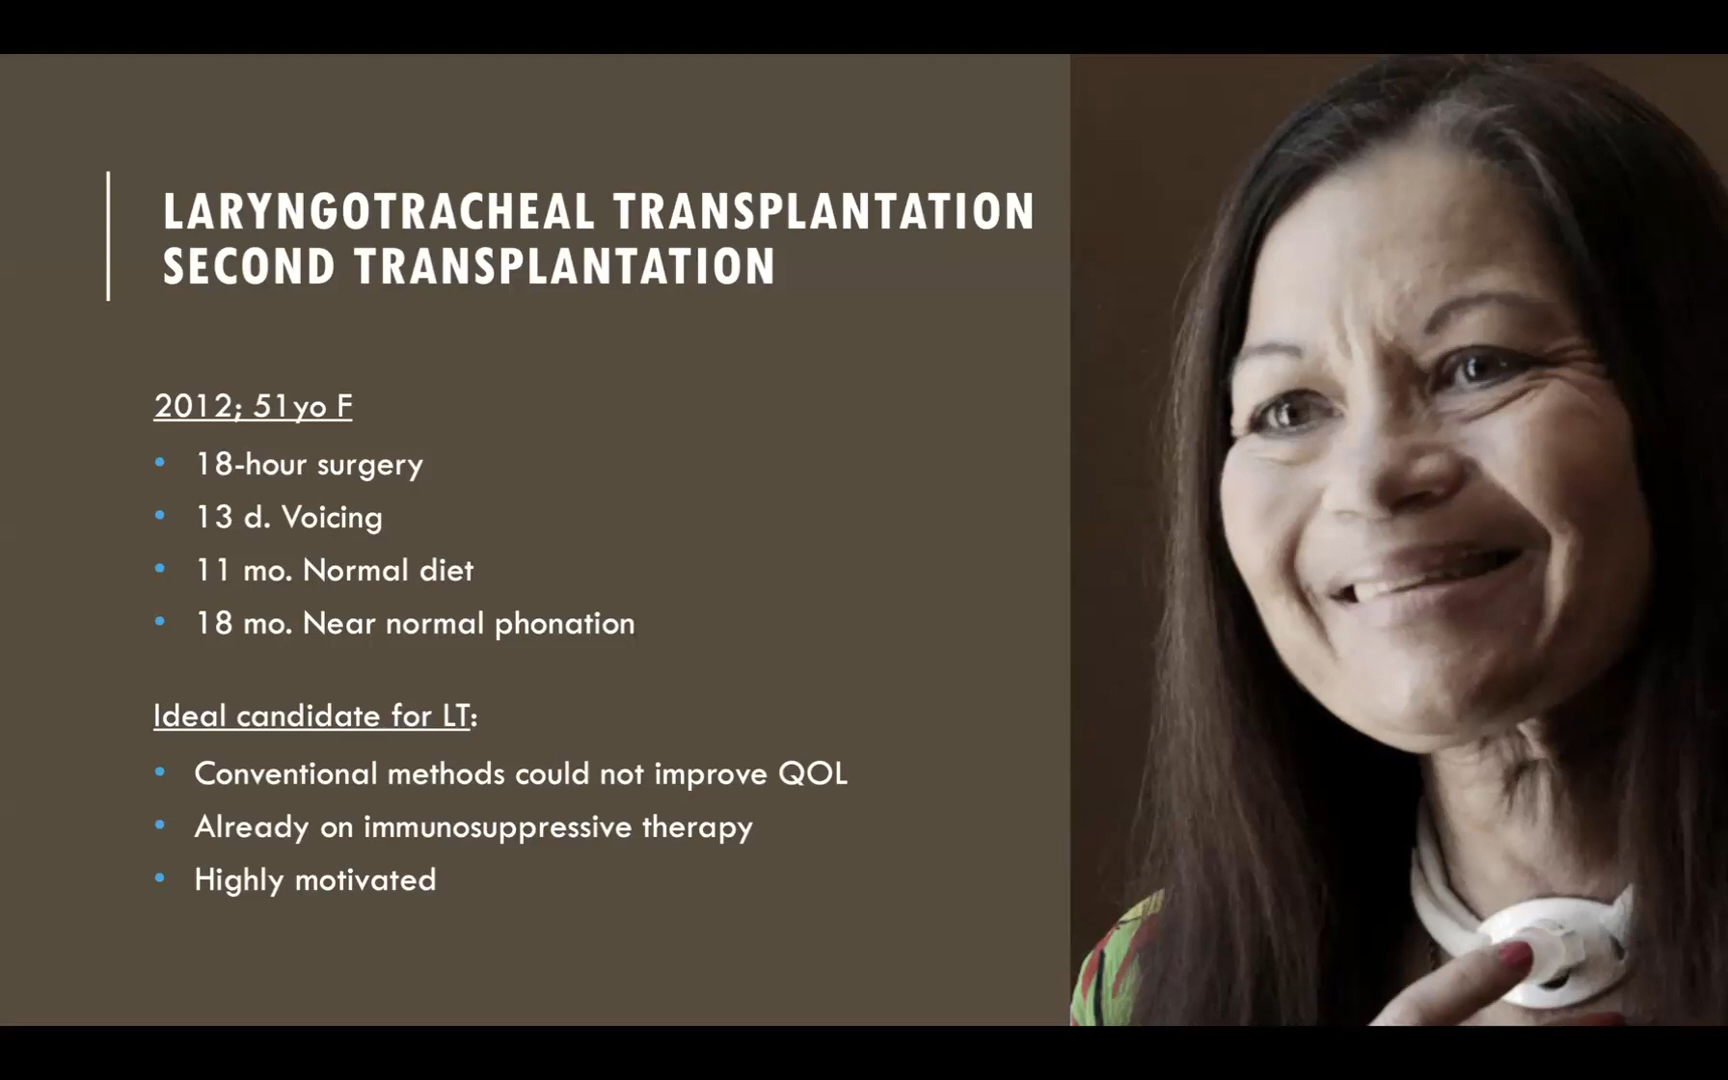 LARYNGOTRACHEAL TRANSPLANTATION
SECOND TRANSPLANTATION
2012; 51yo F
• 18-hour surgery
• 13 d. Voicing
• 11 mo. Normal diet
• 18 mo. Near normal phonation
Ideal candidate for LT:
• Conventional methods could not improve QOL
• Already on immunosuppressive therapy
• Highly motivated